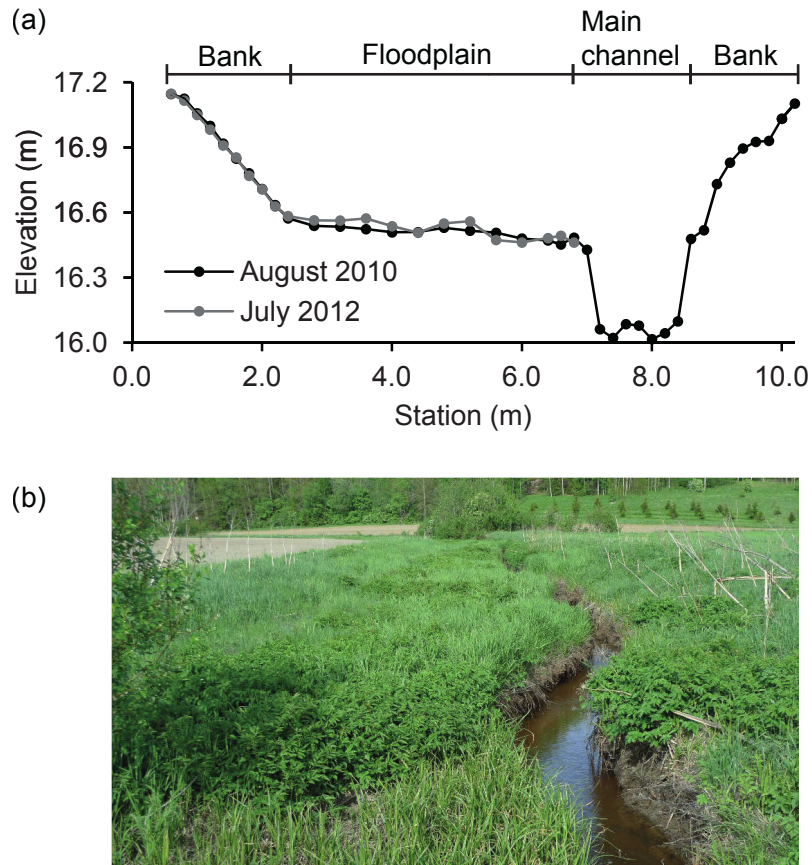 (a)
Bank Floodplain Main channel Bank
Elevation (m)
17.2
16.9
16.6
16.3
16.0
August 2010
July 2012
0.0 2.0 4.0 6.0 8.0 10.0
Station (m)
(b)